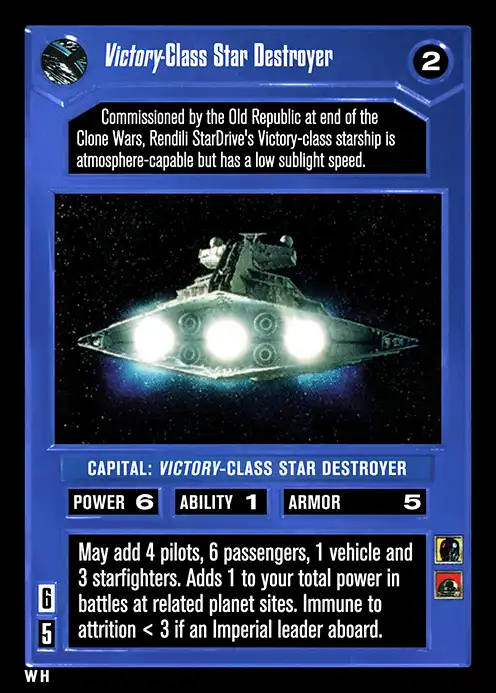 Victory-Class Star Destroyer
2
Commissioned by the Old Republic at end of the
Clone Wars, Rendili StarDrive's Victory-class starship is
atmosphere-capable but has a low sublight speed.
CAPITAL: VICTORY-CLASS STAR DESTROYER
POWER 6 ABILITY 1 ARMOR 5
May add 4 pilots, 6 passengers, 1 vehicle and
3 starfighters. Adds 1 to your total power in
battles at related planet sites. Immune to
attrition < 3 if an Imperial leader aboard.
6
5
WH